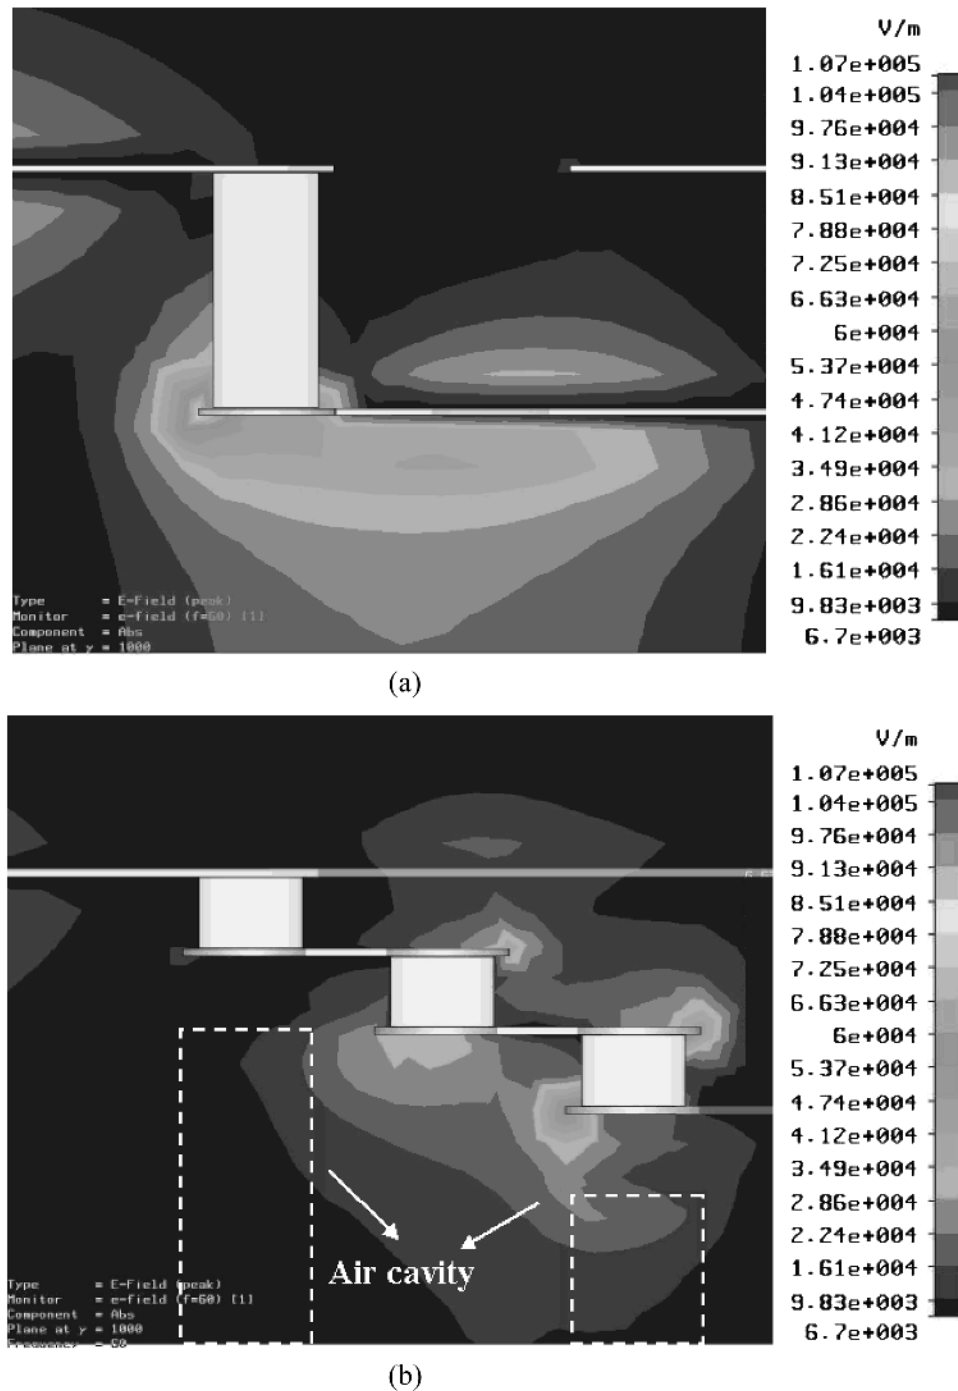 V/m
1.07e+005
1.04e+005
9.76e+004
9.13e+004
8.51e+004
7.88e+004
7.25e+004
6.63e+004
6e+004
5.37e+004
4.74e+004
4.12e+004
3.49e+004
2.86e+004
2.24e+004
1.61e+004
9.83e+003
6.7e+003
Type = E-Field (peak)
Monitor = e-field (f=60) [1]
Component = Abs
Plane at y = 1000
(a)
V/m
1.07e+005
1.04e+005
9.76e+004
9.13e+004
8.51e+004
7.88e+004
7.25e+004
6.63e+004
6e+004
5.37e+004
4.74e+004
4.12e+004
3.49e+004
2.86e+004
2.24e+004
1.61e+004
9.83e+003
6.7e+003
Air cavity
Type = E-Field (peak)
Monitor = e-field (f=60) [1]
Component = Abs
Plane at y = 1000
Frequency = 60
(b)